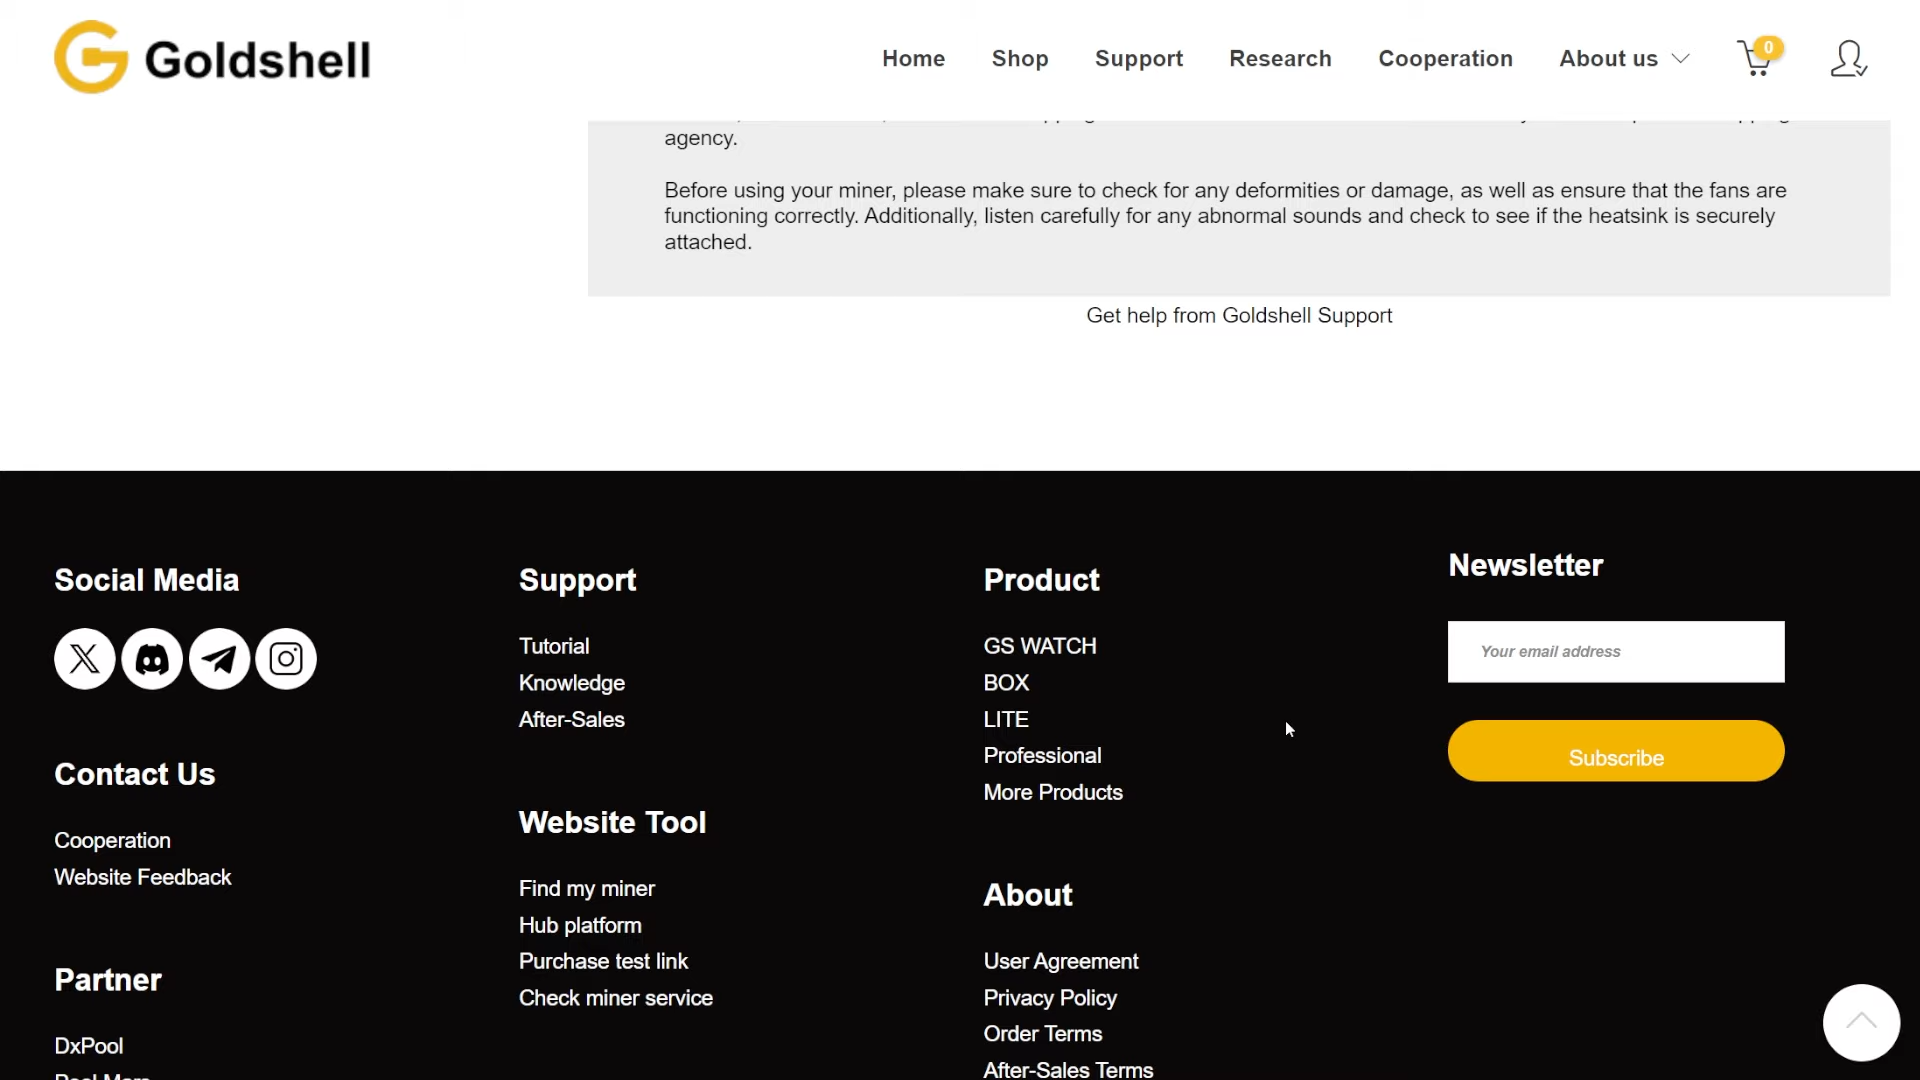 Goldshell
Home Shop Support Research Cooperation About us 0
agency.
Before using your miner, please make sure to check for any deformities or damage, as well as ensure that the fans are
functioning correctly. Additionally, listen carefully for any abnormal sounds and check to see if the heatsink is securely
attached.
Get help from Goldshell Support
Social Media
Contact Us
Cooperation
Website Feedback
Partner
DxPool
Support
Tutorial
Knowledge
After-Sales
Website Tool
Find my miner
Hub platform
Purchase test link
Check miner service
Product
GS WATCH
BOX
LITE
Professional
More Products
About
User Agreement
Privacy Policy
Order Terms
After-Sales Terms
Newsletter
Your email address
Subscribe